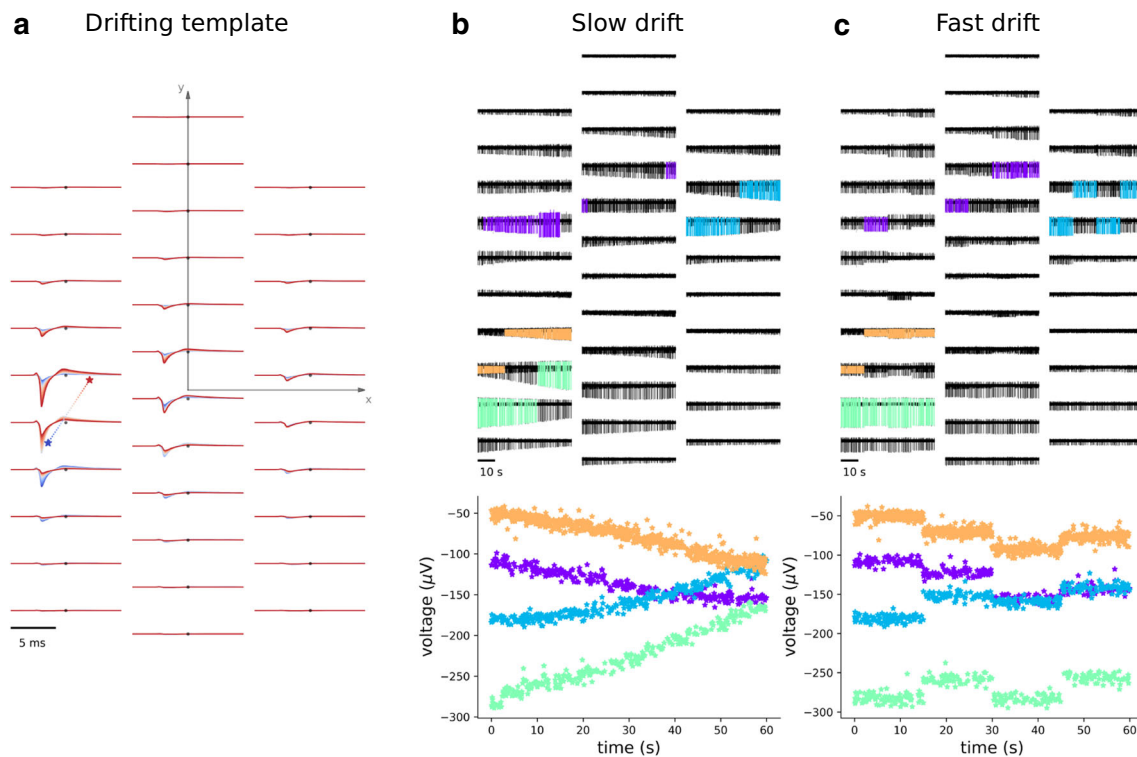 a Drifting template
b Slow drift
c Fast drift
y
x
5 ms
10 s
10 s
−50
−100
−150
−200
−250
−300
voltage (μV)
0 10 20 30 40 50 60
time (s)
−50
−100
−150
−200
−250
−300
voltage (μV)
0 10 20 30 40 50 60
time (s)